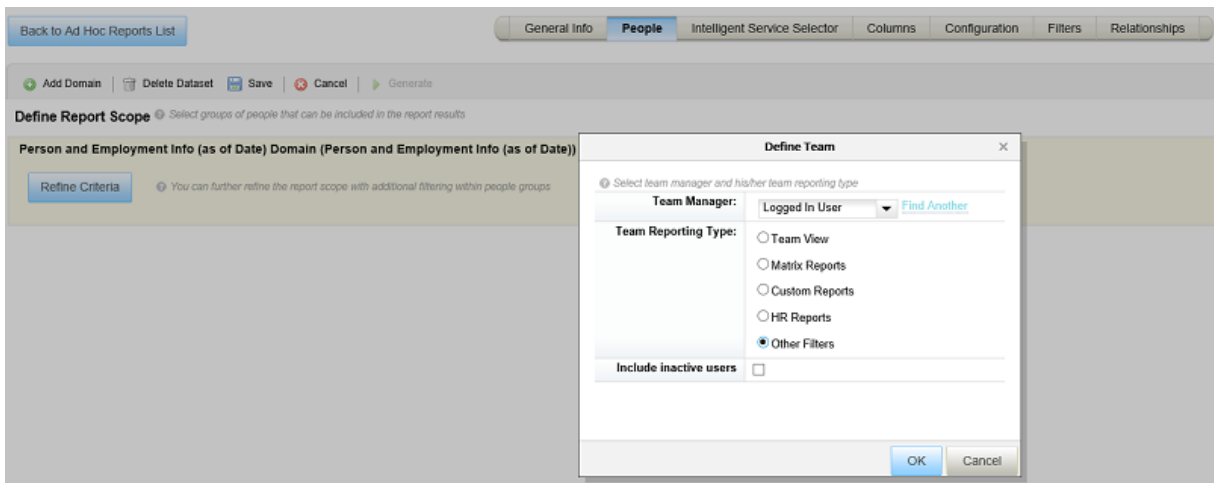 Back to Ad Hoc Reports List
General Info People Intelligent Service Selector Columns Configuration Filters Relationships
Add Domain Delete Dataset Save Cancel Generate
Define Report Scope Select groups of people that can be included in the report results
Person and Employment Info (as of Date) Domain (Person and Employment Info (as of Date))
Refine Criteria You can further refine the report scope with additional filtering within people groups
Define Team
Select team manager and his/her team reporting type
Team Manager: Logged In User Find Another
Team Reporting Type: Team View
Matrix Reports
Custom Reports
HR Reports
Other Filters
Include inactive users
OK Cancel